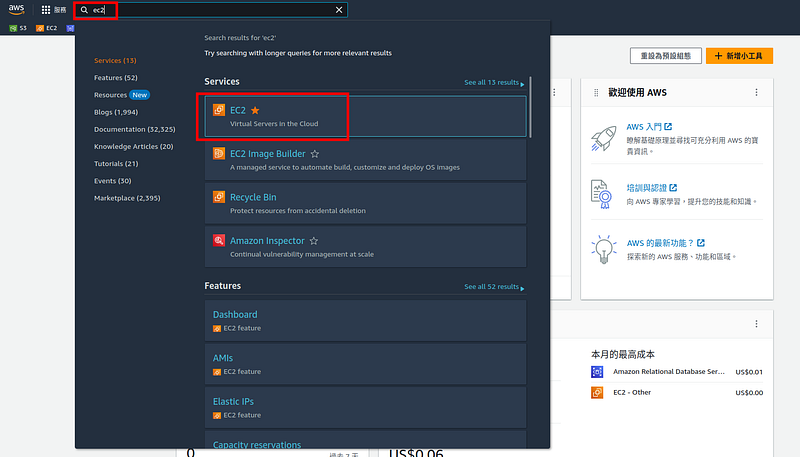 aws
服務
ec2
S3
EC2
Search results for 'ec2'
Try searching with longer queries for more relevant results
Services (13)
Features (52)
Resources New
Blogs (1,994)
Documentation (32,325)
Knowledge Articles (20)
Tutorials (21)
Events (30)
Marketplace (2,395)
Services
See all 13 results
EC2
Virtual Servers in the Cloud
EC2 Image Builder
A managed service to automate build, customize and deploy OS images
Recycle Bin
Protect resources from accidental deletion
Amazon Inspector
Continual vulnerability management at scale
Features
See all 52 results
Dashboard
EC2 feature
AMIs
EC2 feature
Elastic IPs
EC2 feature
Capacity reservations
重設為預設組態
新增小工具
歡迎使用 AWS
AWS 入門
瞭解基礎原理並尋找可充分利用 AWS 的寶
貴資訊。
培訓與認證
向 AWS 專家學習，提升您的技能和知識。
AWS 的最新功能？
探索新的 AWS 服務、功能和區域。
本月的最高成本
Amazon Relational Database Ser...
US$0.01
EC2 - Other
US$0.00
0
過去 7 天
US$0.06